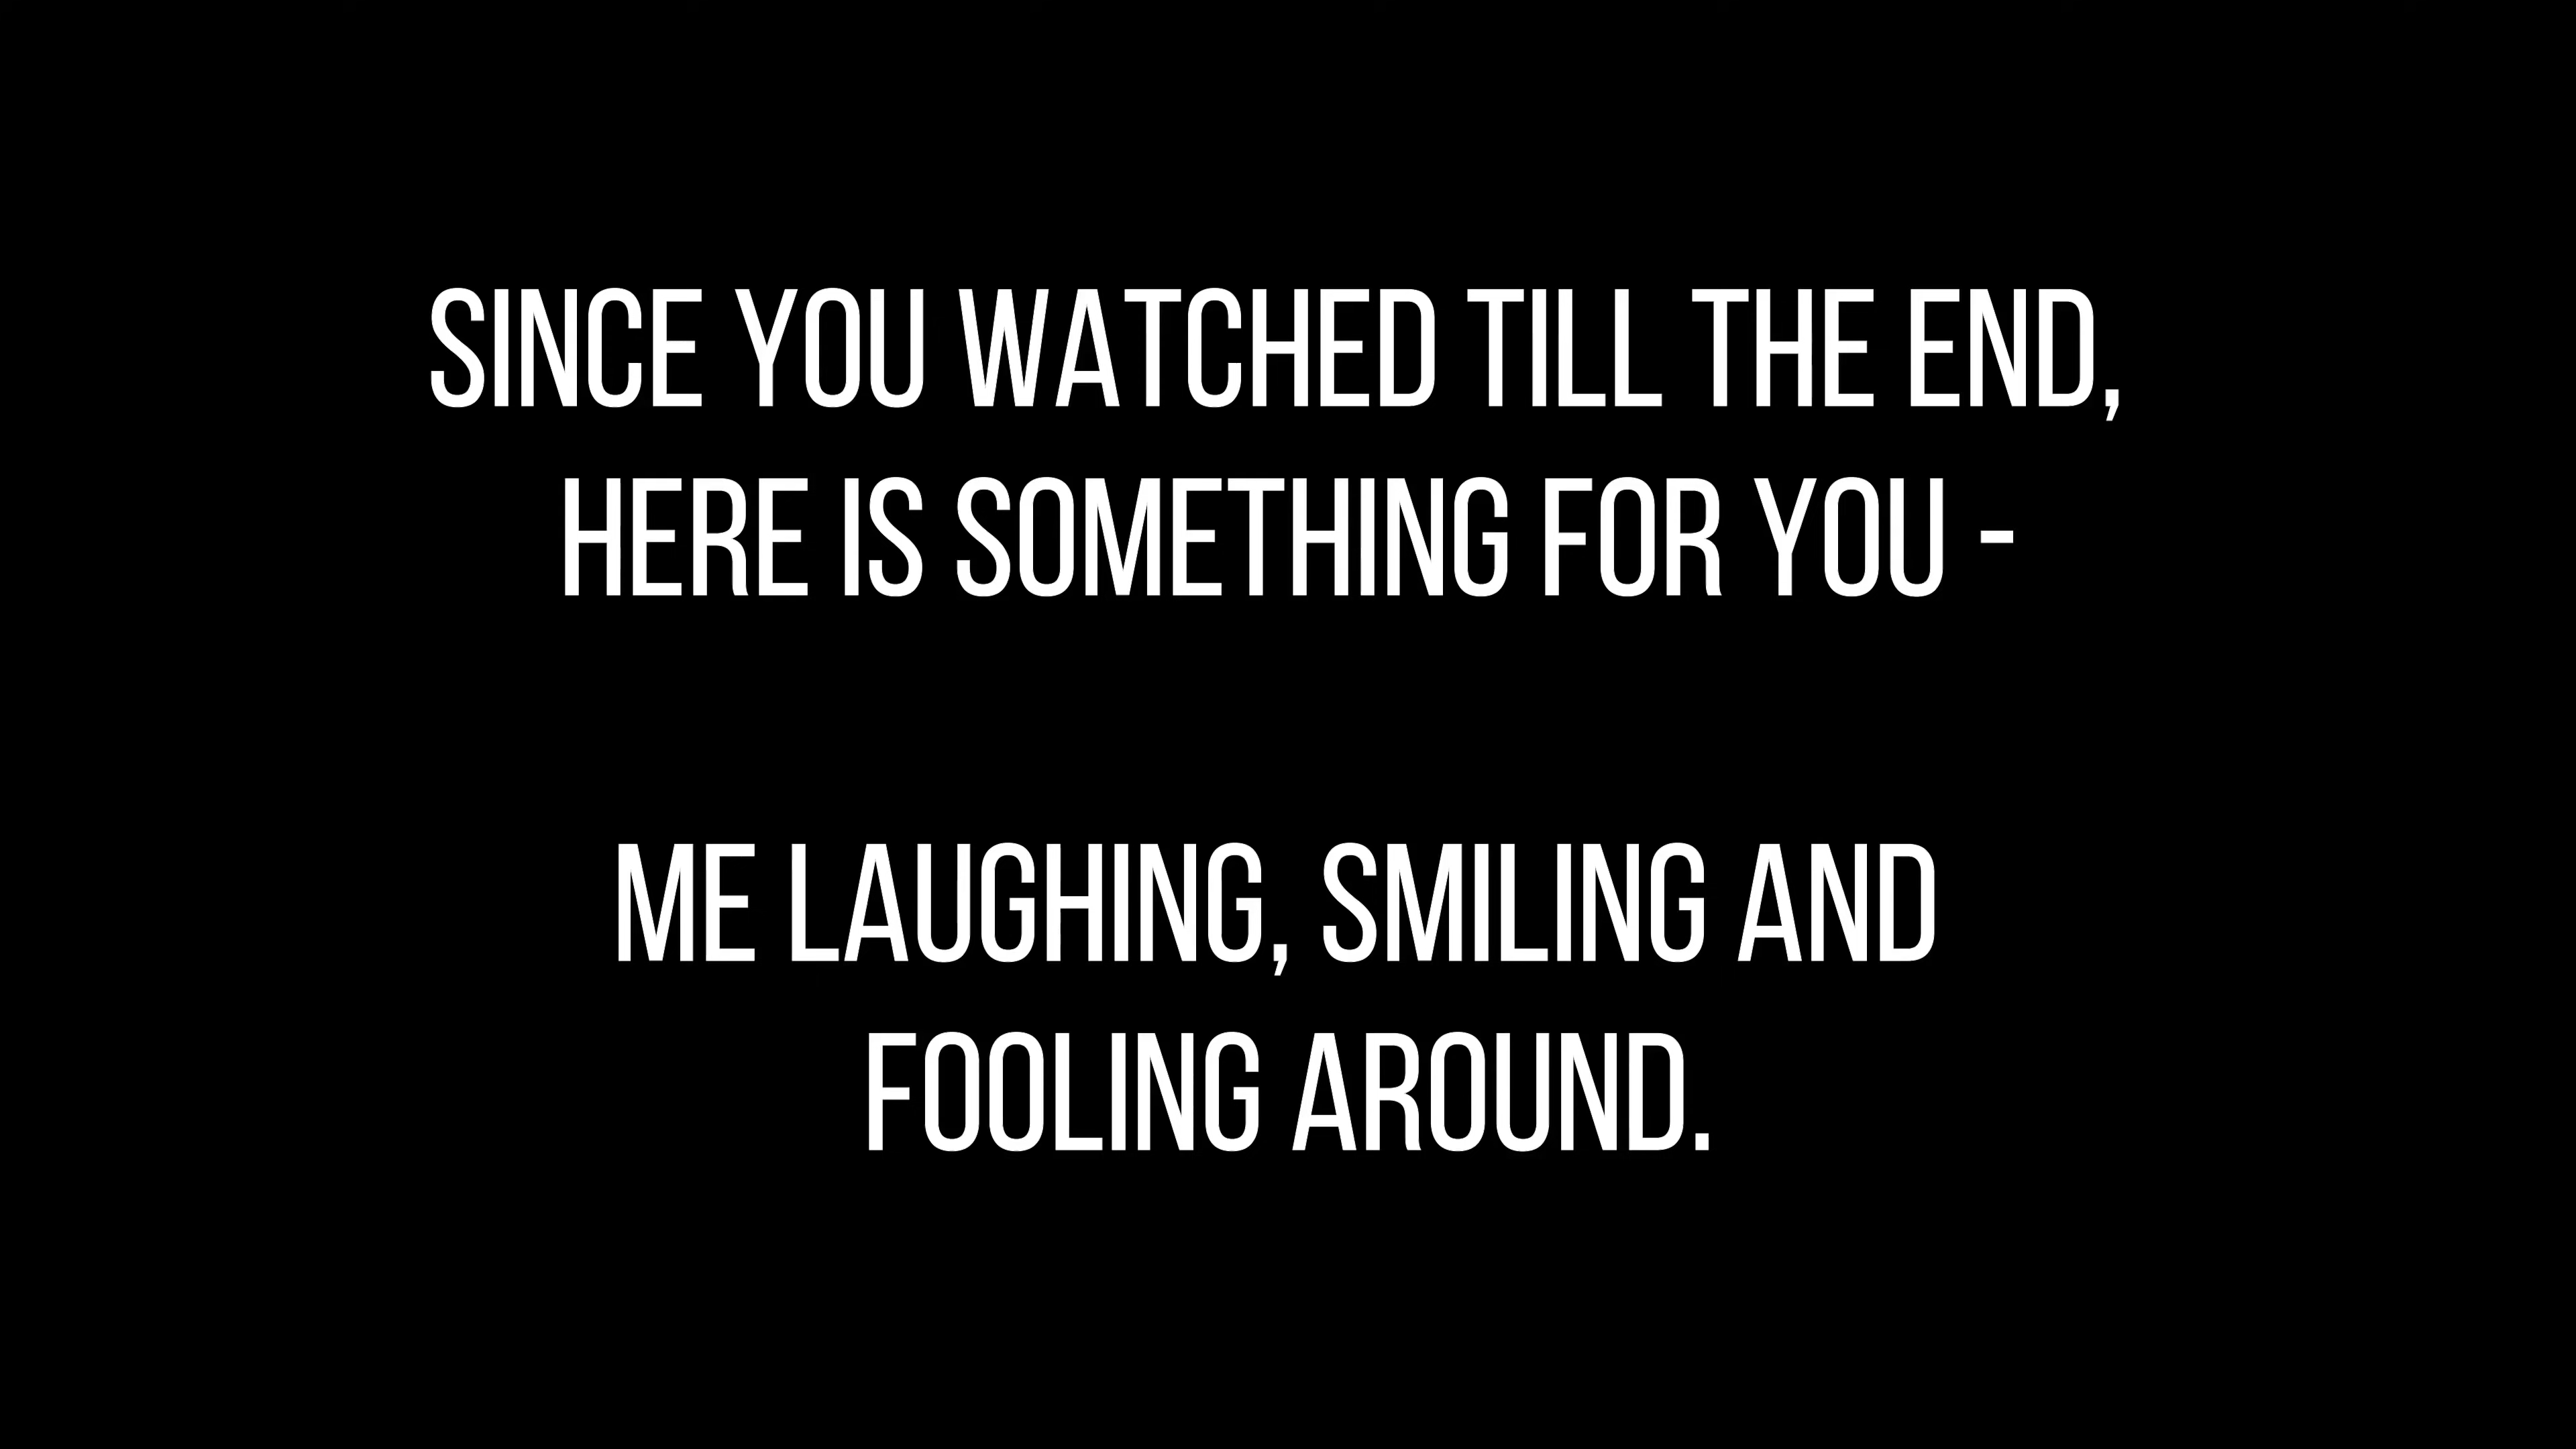 SINCE YOU WATCHED TILL THE END,
HERE IS SOMETHING FOR YOU -
ME LAUGHING, SMILING AND
FOOLING AROUND.